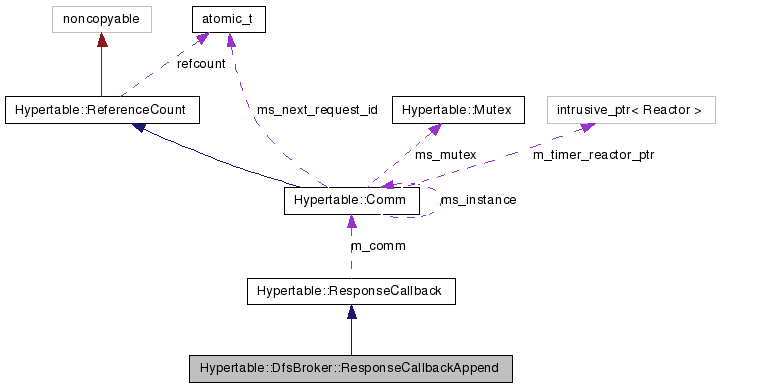 noncopyable
atomic_t
refcount
Hypertable::ReferenceCount
ms_next_request_id
Hypertable::Mutex
intrusive_ptr< Reactor >
ms_mutex
m_timer_reactor_ptr
Hypertable::Comm
ms_instance
m_comm
Hypertable::ResponseCallback
Hypertable::DfsBroker::ResponseCallbackAppend